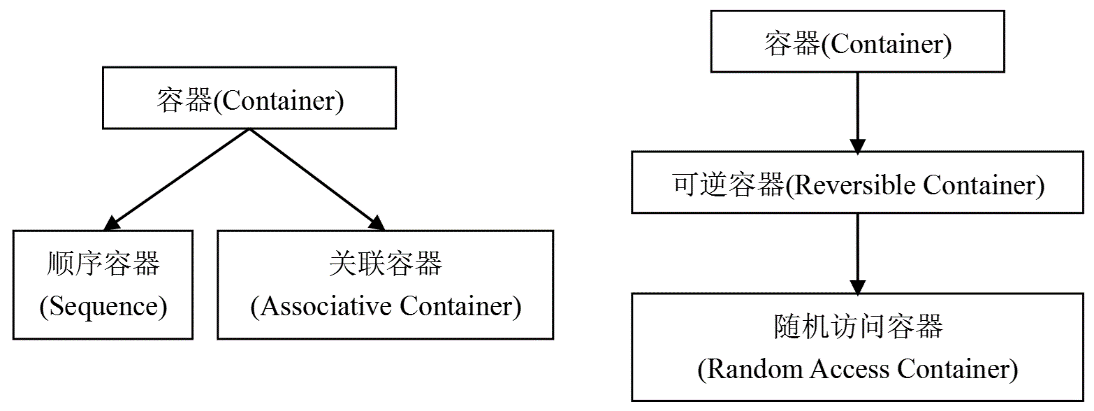 容器(Container)
顺序容器
(Sequence)
关联容器
(Associative Container)
容器(Container)
可逆容器(Reversible Container)
随机访问容器
(Random Access Container)